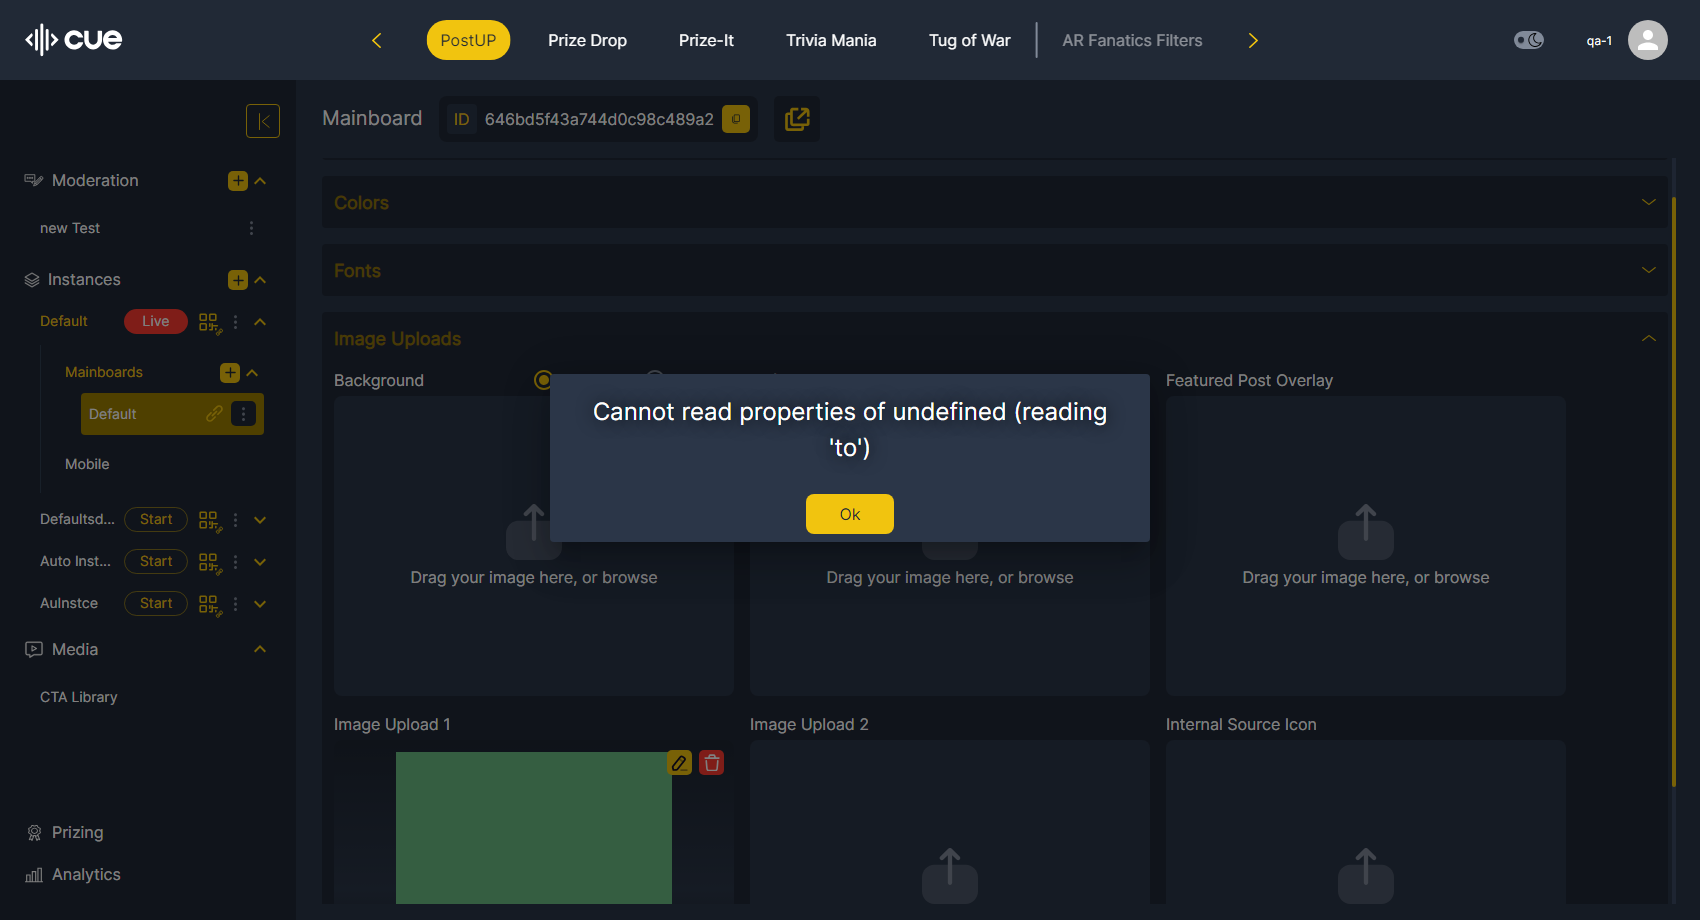 cue
PostUP
Prize Drop
Prize-It
Trivia Mania
Tug of War
AR Fanatics Filters
qa-1
Mainboard
ID
646bd5f43a744d0c98c489a2
Moderation
new Test
Instances
Default
Live
Mainboards
Default
Mobile
Defaultsd...
Start
Auto Inst...
Start
AuInstce
Start
Media
CTA Library
Prizing
Analytics
Colors
Fonts
Image Uploads
Background
Featured Post Overlay
Cannot read properties of undefined (reading
'to')
Ok
Drag your image here, or browse
Drag your image here, or browse
Drag your image here, or browse
Image Upload 1
Image Upload 2
Internal Source Icon